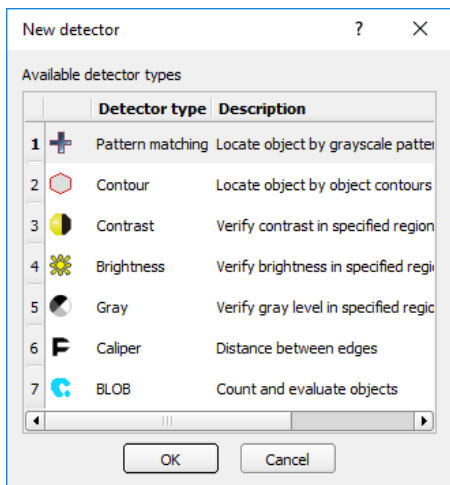 New detector ? ×
Available detector types
Detector type Description
1 Pattern matching Locate object by grayscale patter
2 Contour Locate object by object contours
3 Contrast Verify contrast in specified region
4 Brightness Verify brightness in specified regi
5 Gray Verify gray level in specified regio
6 Caliper Distance between edges
7 BLOB Count and evaluate objects
OK Cancel